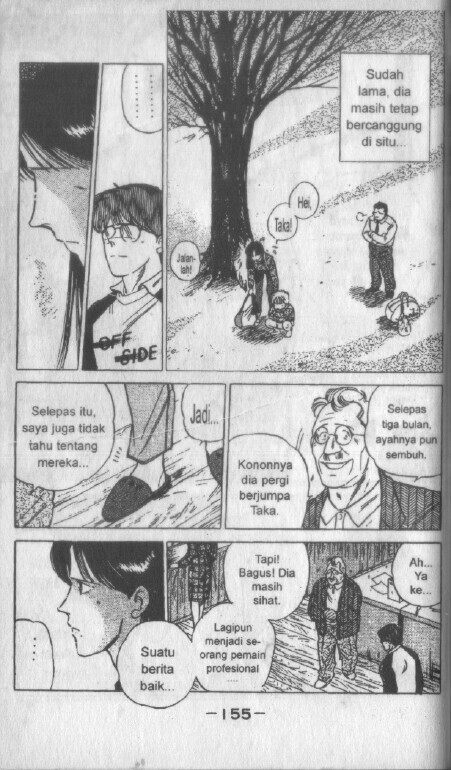 Sudah
lama, dia
masih tetap
bercanggung
di situ...
Hei,
Taka!
Jalan-
lah!
........
OFF
SIDE
Selepas
tiga bulan,
ayahnya pun
sembuh.
Kononnya
dia pergi
berjumpa
Taka.
Jadi...
Selepas itu,
saya juga tidak
tahu tentang
mereka...
Ah...
Ya
ke...
Tapi!
Bagus! Dia
masih
sihat.
Lagipun
menjadi se-
orang pemain
profesional
.....
Suatu
berita
baik...
....
-155-